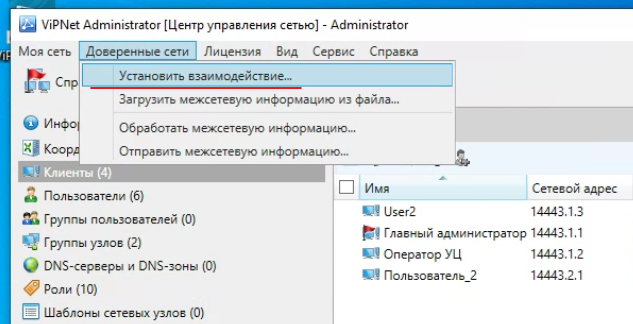 ViPNet Administrator [Центр управления сетью] - Administrator
Моя сеть Доверенные сети Лицензия Вид Сервис Справка
Установить взаимодействие...
Спр
Загрузить межсетевую информацию из файла...
Инфор
Обработать межсетевую информацию...
Коорд
Отправить межсетевую информацию...
Клиенты (4)
Пользователи (6)
Группы пользователей (0)
Группы узлов (2)
DNS-серверы и DNS-зоны (0)
Роли (10)
Шаблоны сетевых узлов (0)
Имя Сетевой адрес
User2 14443.1.3
Главный администратор 14443.1.1
Оператор УЦ 14443.1.2
Пользователь_2 14443.2.1